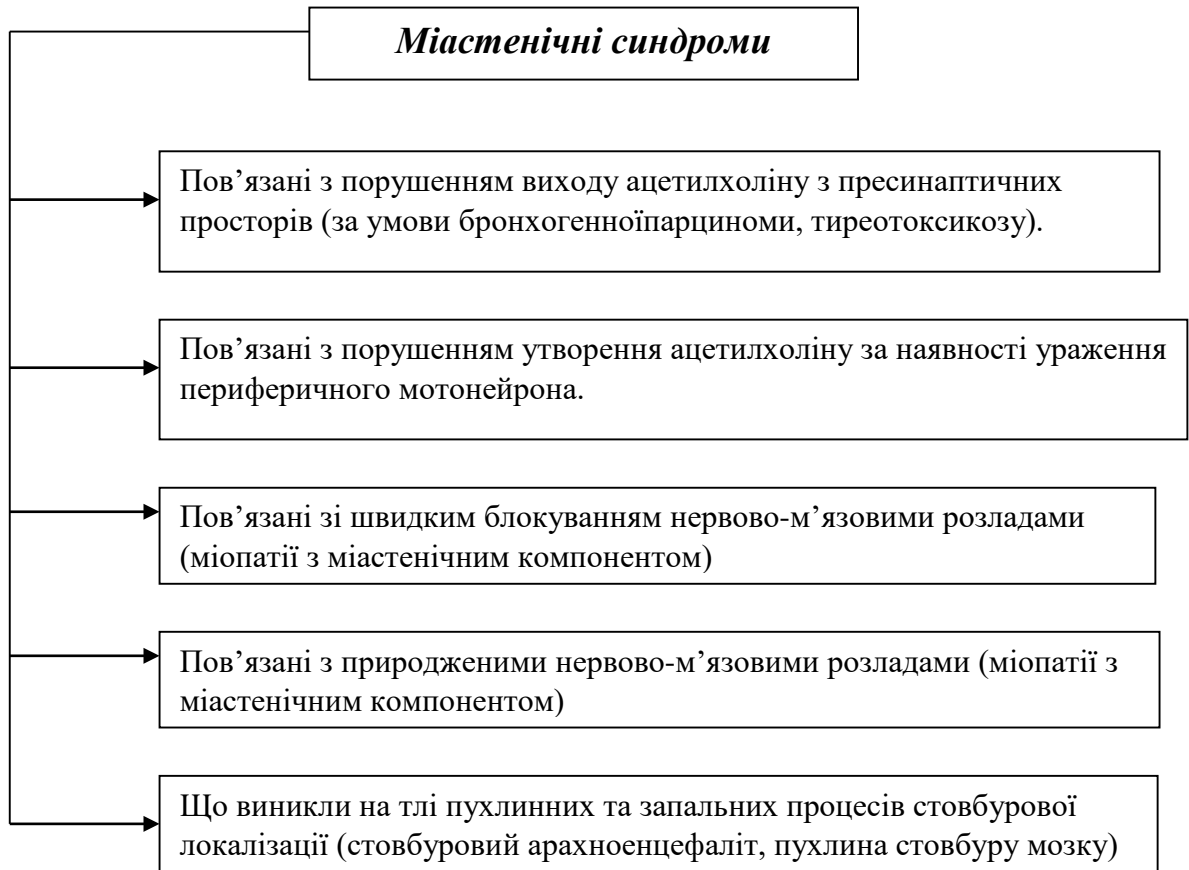 Міастенічні синдроми
Пов’язані з порушенням виходу ацетилхоліну з пресинаптичних
просторів (за умови бронхогенноїпарциноми, тиреотоксикозу).
Пов’язані з порушенням утворення ацетилхоліну за наявності ураження
периферичного мотонейрона.
Пов’язані зі швидким блокуванням нервово-м’язовими розладами
(міопатії з міастенічним компонентом)
Пов’язані з природженими нервово-м’язовими розладами (міопатії з
міастенічним компонентом)
Що виникли на тлі пухлинних та запальних процесів стовбурової
локалізації (стовбуровий арахноенцефаліт, пухлина стовбуру мозку)